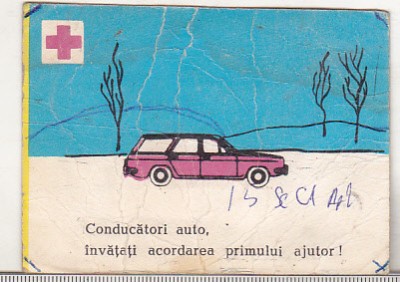 Conducători auto,
învățați acordarea primului ajutor!